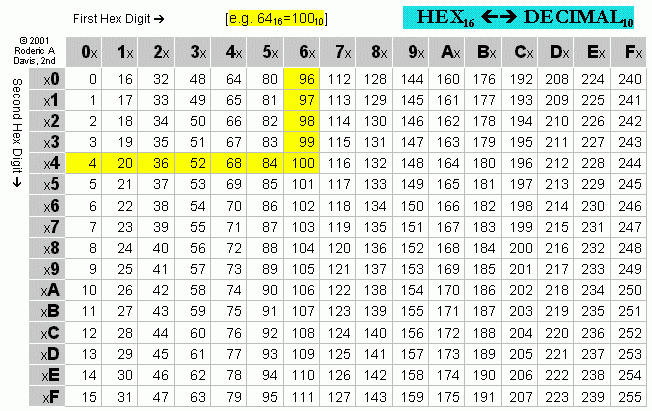 First Hex Digit → [e.g. 64₁₆=100₁₀] HEX₁₆ ←→ DECIMAL₁₀
© 2001
Roderic A
Davis, 2nd
Second Hex Digit →
0x 1x 2x 3x 4x 5x 6x 7x 8x 9x Ax Bx Cx Dx Ex Fx
x0 0 16 32 48 64 80 96 112 128 144 160 176 192 208 224 240
x1 1 17 33 49 65 81 97 113 129 145 161 177 193 209 225 241
x2 2 18 34 50 66 82 98 114 130 146 162 178 194 210 226 242
x3 3 19 35 51 67 83 99 115 131 147 163 179 195 211 227 243
x4 4 20 36 52 68 84 100 116 132 148 164 180 196 212 228 244
x5 5 21 37 53 69 85 101 117 133 149 165 181 197 213 229 245
x6 6 22 38 54 70 86 102 118 134 150 166 182 198 214 230 246
x7 7 23 39 55 71 87 103 119 135 151 167 183 199 215 231 247
x8 8 24 40 56 72 88 104 120 136 152 168 184 200 216 232 248
x9 9 25 41 57 73 89 105 121 137 153 169 185 201 217 233 249
xA 10 26 42 58 74 90 106 122 138 154 170 186 202 218 234 250
xB 11 27 43 59 75 91 107 123 139 155 171 187 203 219 235 251
xC 12 28 44 60 76 92 108 124 140 156 172 188 204 220 236 252
xD 13 29 45 61 77 93 109 125 141 157 173 189 205 221 237 253
xE 14 30 46 62 78 94 110 126 142 158 174 190 206 222 238 254
xF 15 31 47 63 79 95 111 127 143 159 175 191 207 223 239 255